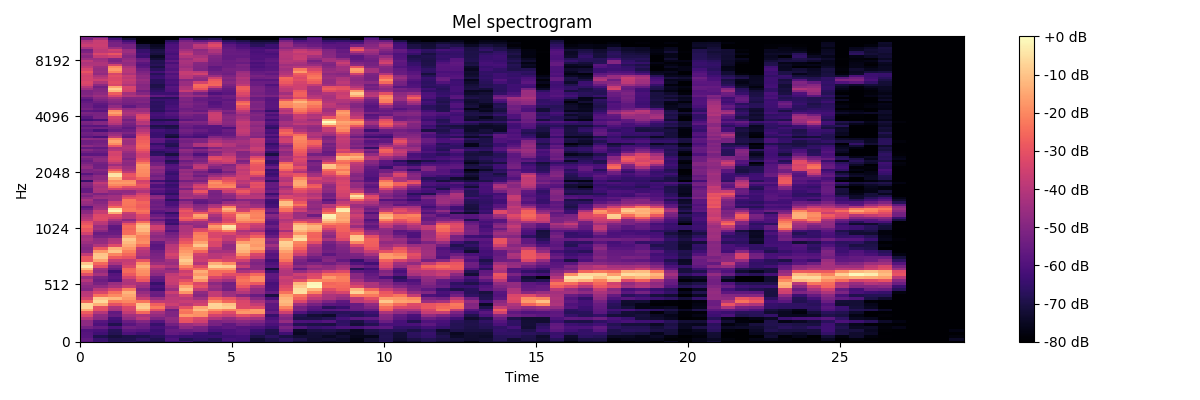 Mel spectrogram
Hz
8192
4096
2048
1024
512
0
0 5 10 15 20 25
Time
+0 dB
-10 dB
-20 dB
-30 dB
-40 dB
-50 dB
-60 dB
-70 dB
-80 dB